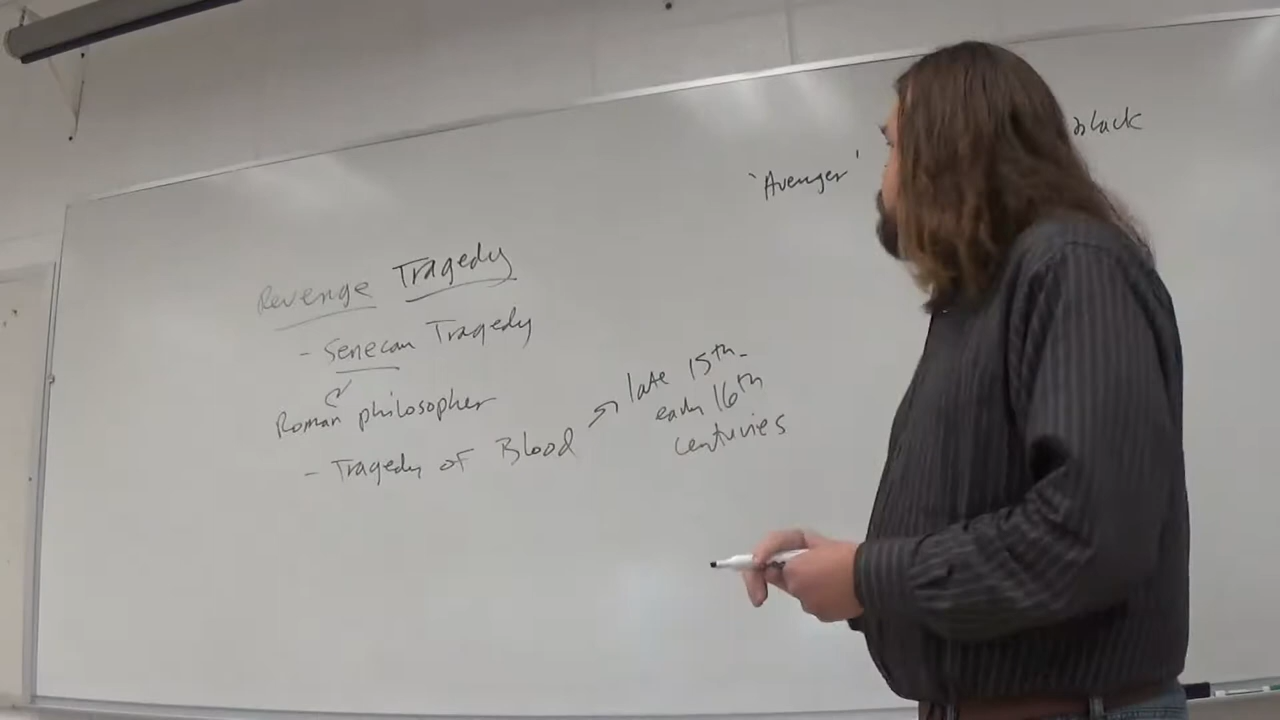 black
'Avenger'
Revenge Tragedy
- Senecan Tragedy
Roman philosopher
- Tragedy of Blood → late 15th -
early 16th
centuries